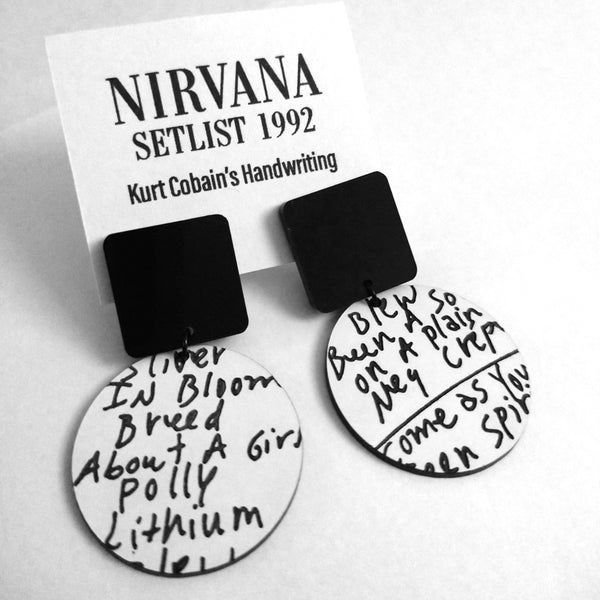 NIRVANA
SETLIST 1992
Kurt Cobain's Handwriting
Sliver
IN Bloom
Breed
About A Girl
Polly
Lithium
Blew
Been A So
on A plain
Neg Crep
Come as You
Teen Spir